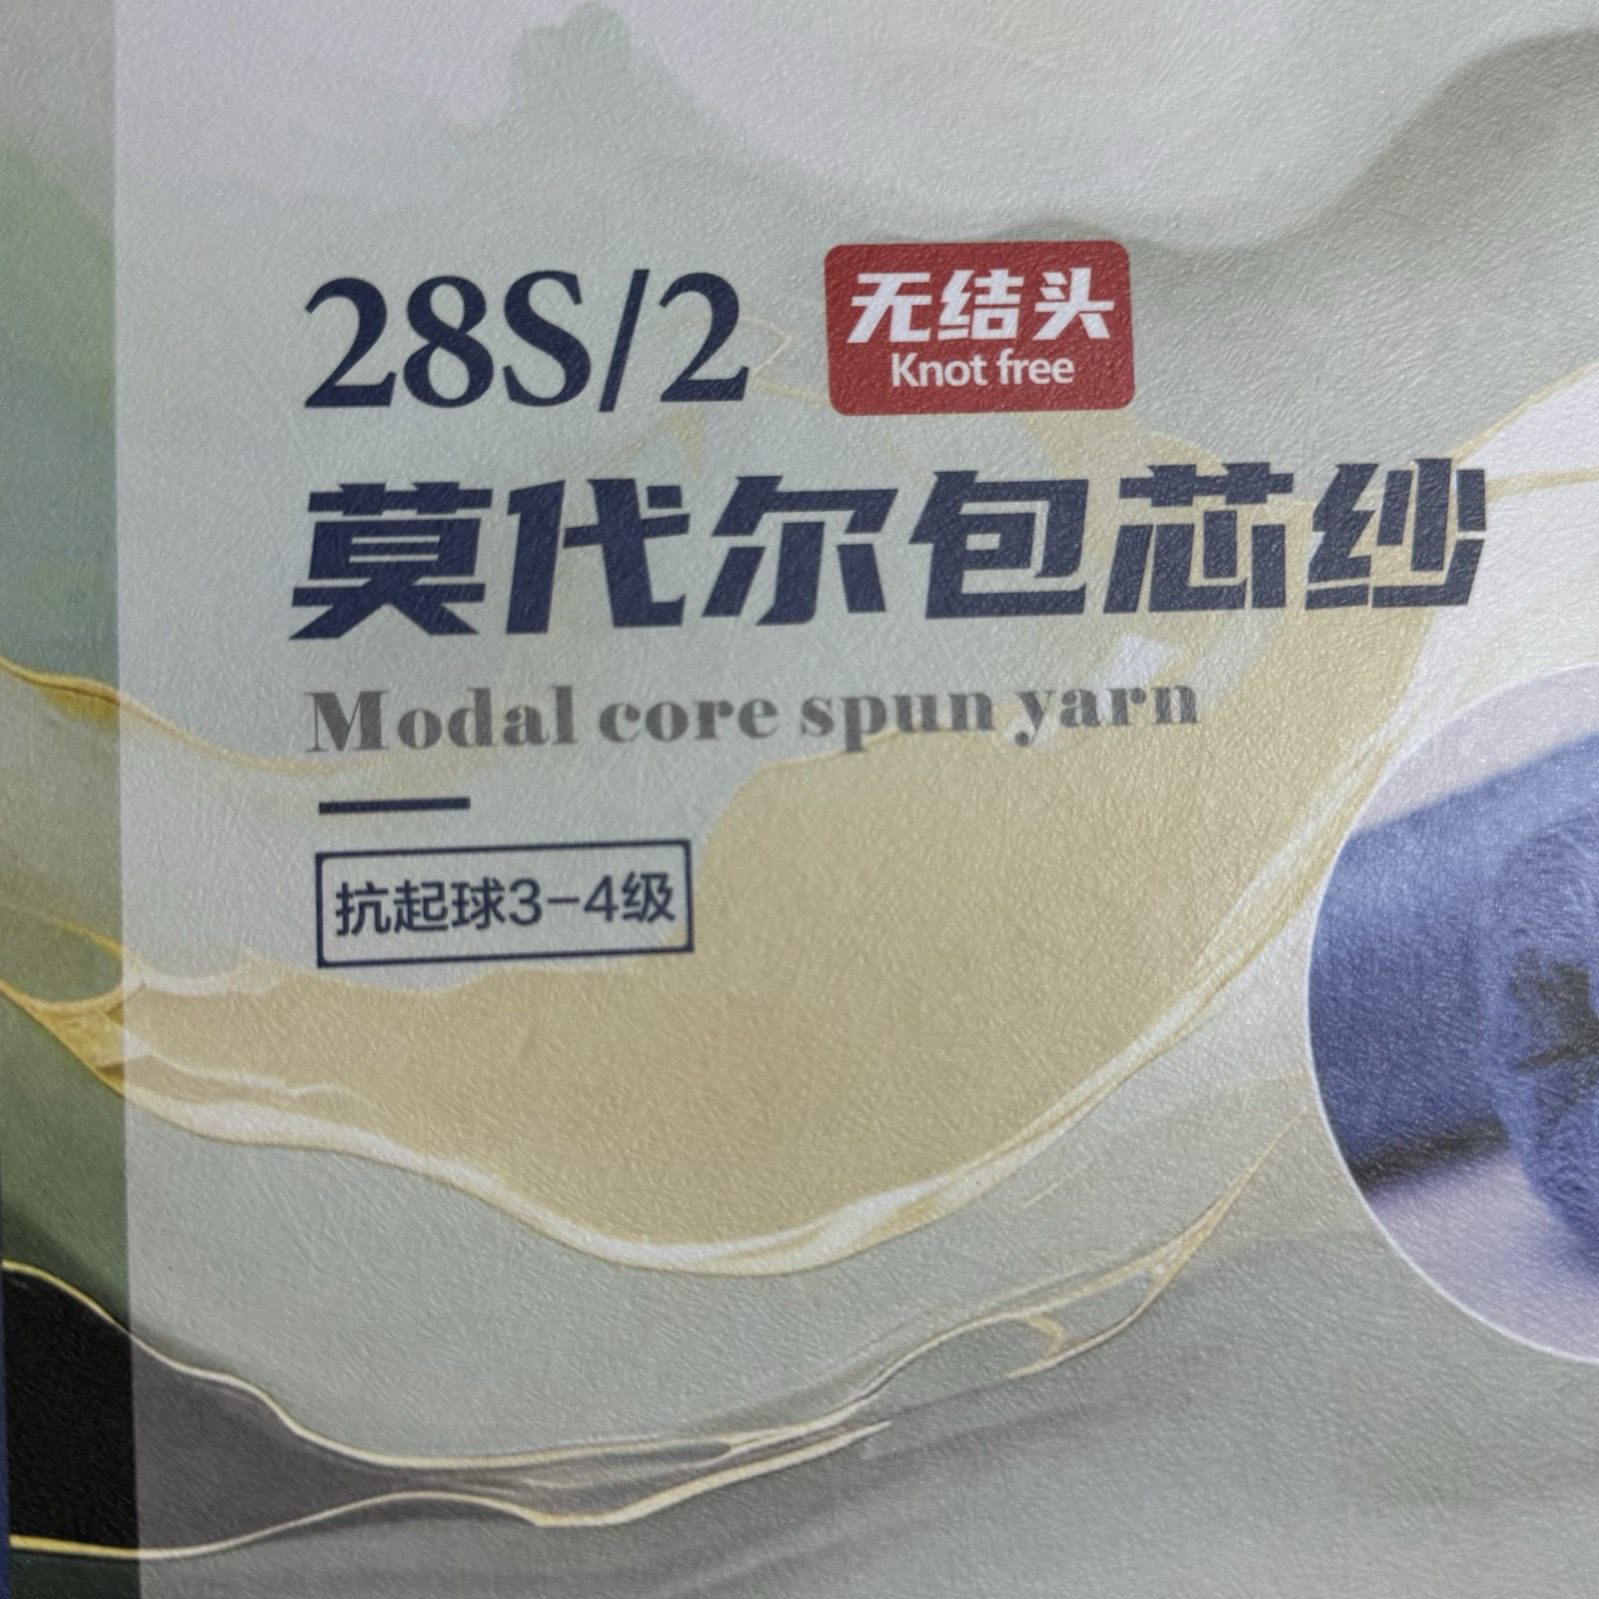 28S/2
无结头
Knot free
莫代尔包芯纱
Modal core spun yarn
抗起球3-4级